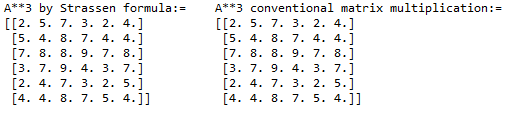 A**3 by Strassen formula:=    A**3 conventional matrix multiplication:=
[[2. 5. 7. 3. 2. 4.]    [[2. 5. 7. 3. 2. 4.]
[5. 4. 8. 7. 4. 4.]    [5. 4. 8. 7. 4. 4.]
[7. 8. 8. 9. 7. 8.]    [7. 8. 8. 9. 7. 8.]
[3. 7. 9. 4. 3. 7.]    [3. 7. 9. 4. 3. 7.]
[2. 4. 7. 3. 2. 5.]    [2. 4. 7. 3. 2. 5.]
[4. 4. 8. 7. 5. 4.]]    [4. 4. 8. 7. 5. 4.]]